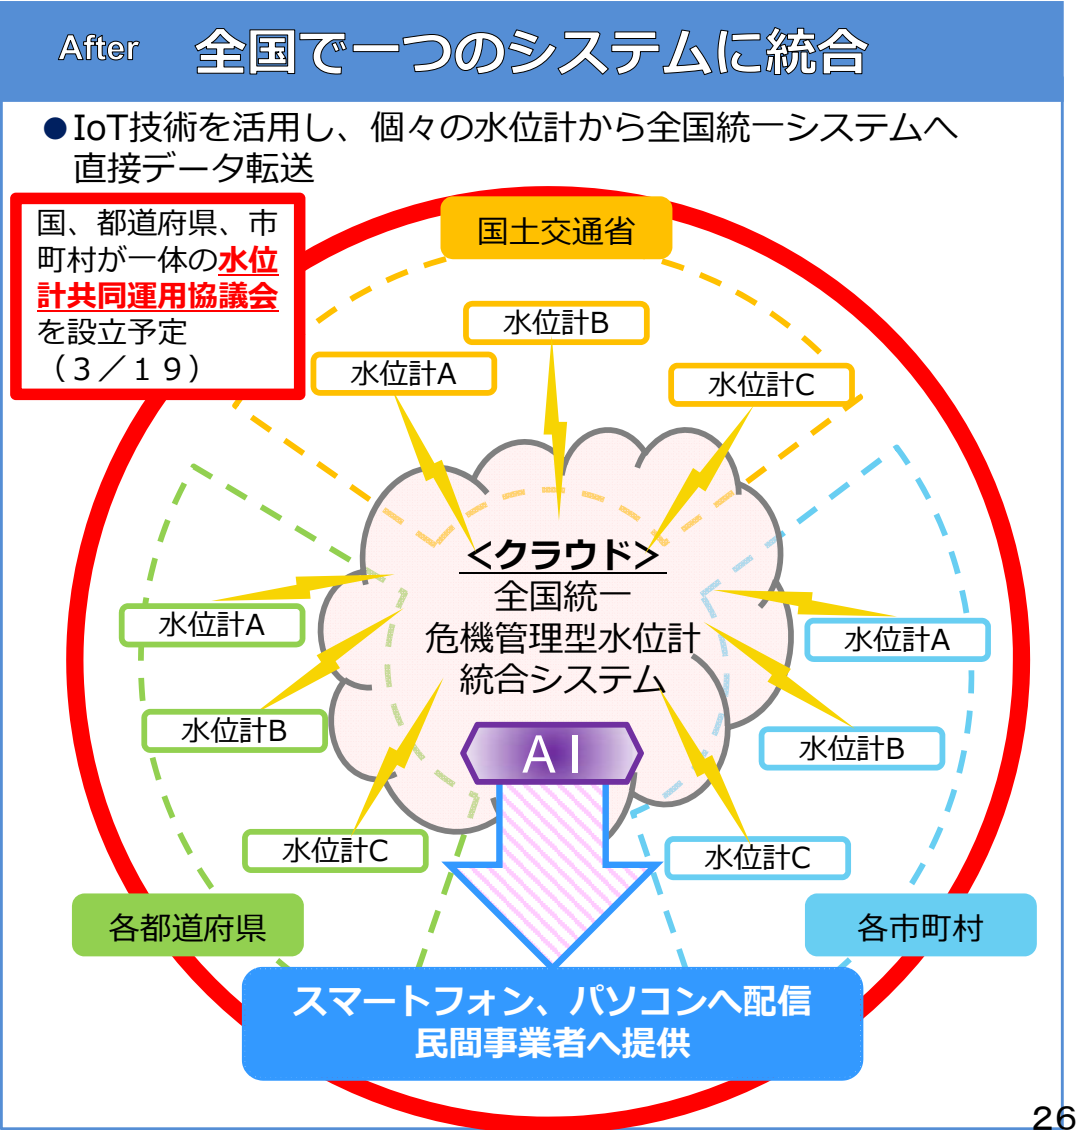 After 全国で一つのシステムに統合
●IoT技術を活用し、個々の水位計から全国統一システムへ
直接データ転送
国、都道府県、市
町村が一体の水位
計共同運用協議会
を設立予定
（３／１９）
国土交通省
水位計B
水位計A
水位計C
<クラウド>
全国統一
危機管理型水位計
統合システム
AI
水位計A
水位計B
水位計C
各都道府県
水位計A
水位計B
水位計C
各市町村
スマートフォン、パソコンへ配信
民間事業者へ提供
26